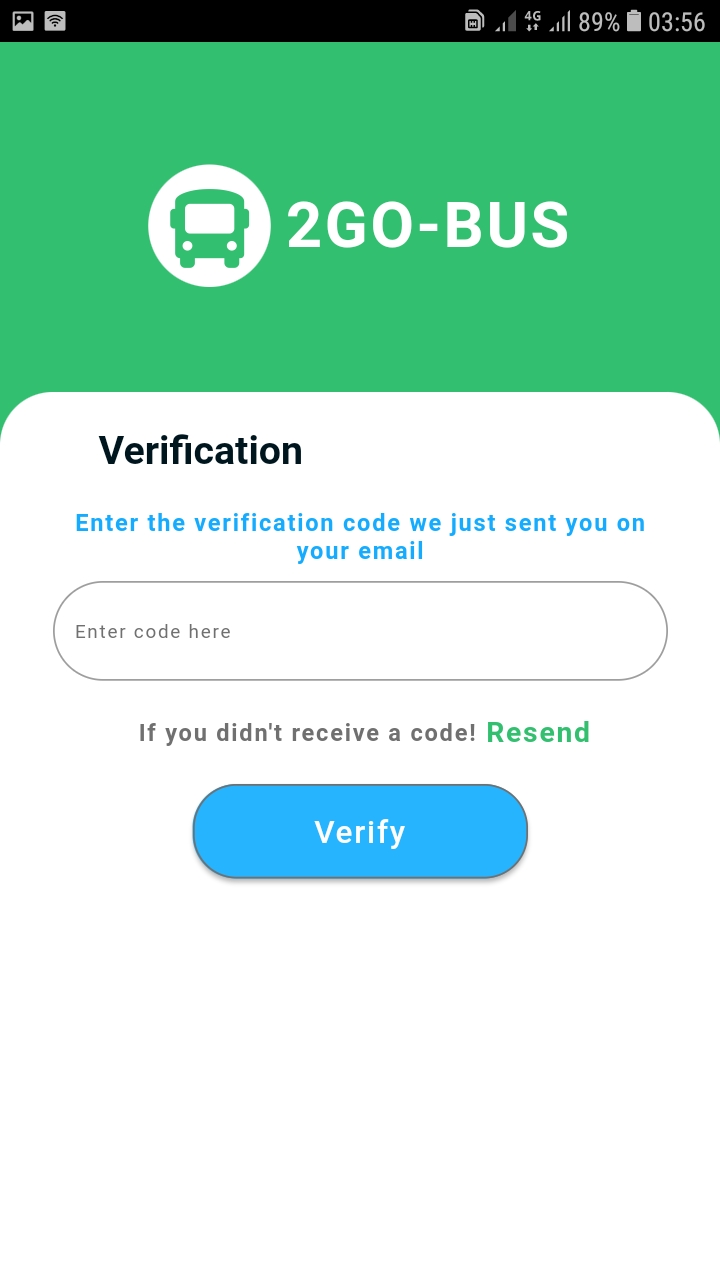 4G 89% 03:56
2GO-BUS
Verification
Enter the verification code we just sent you on
your email
Enter code here
If you didn't receive a code! Resend
Verify